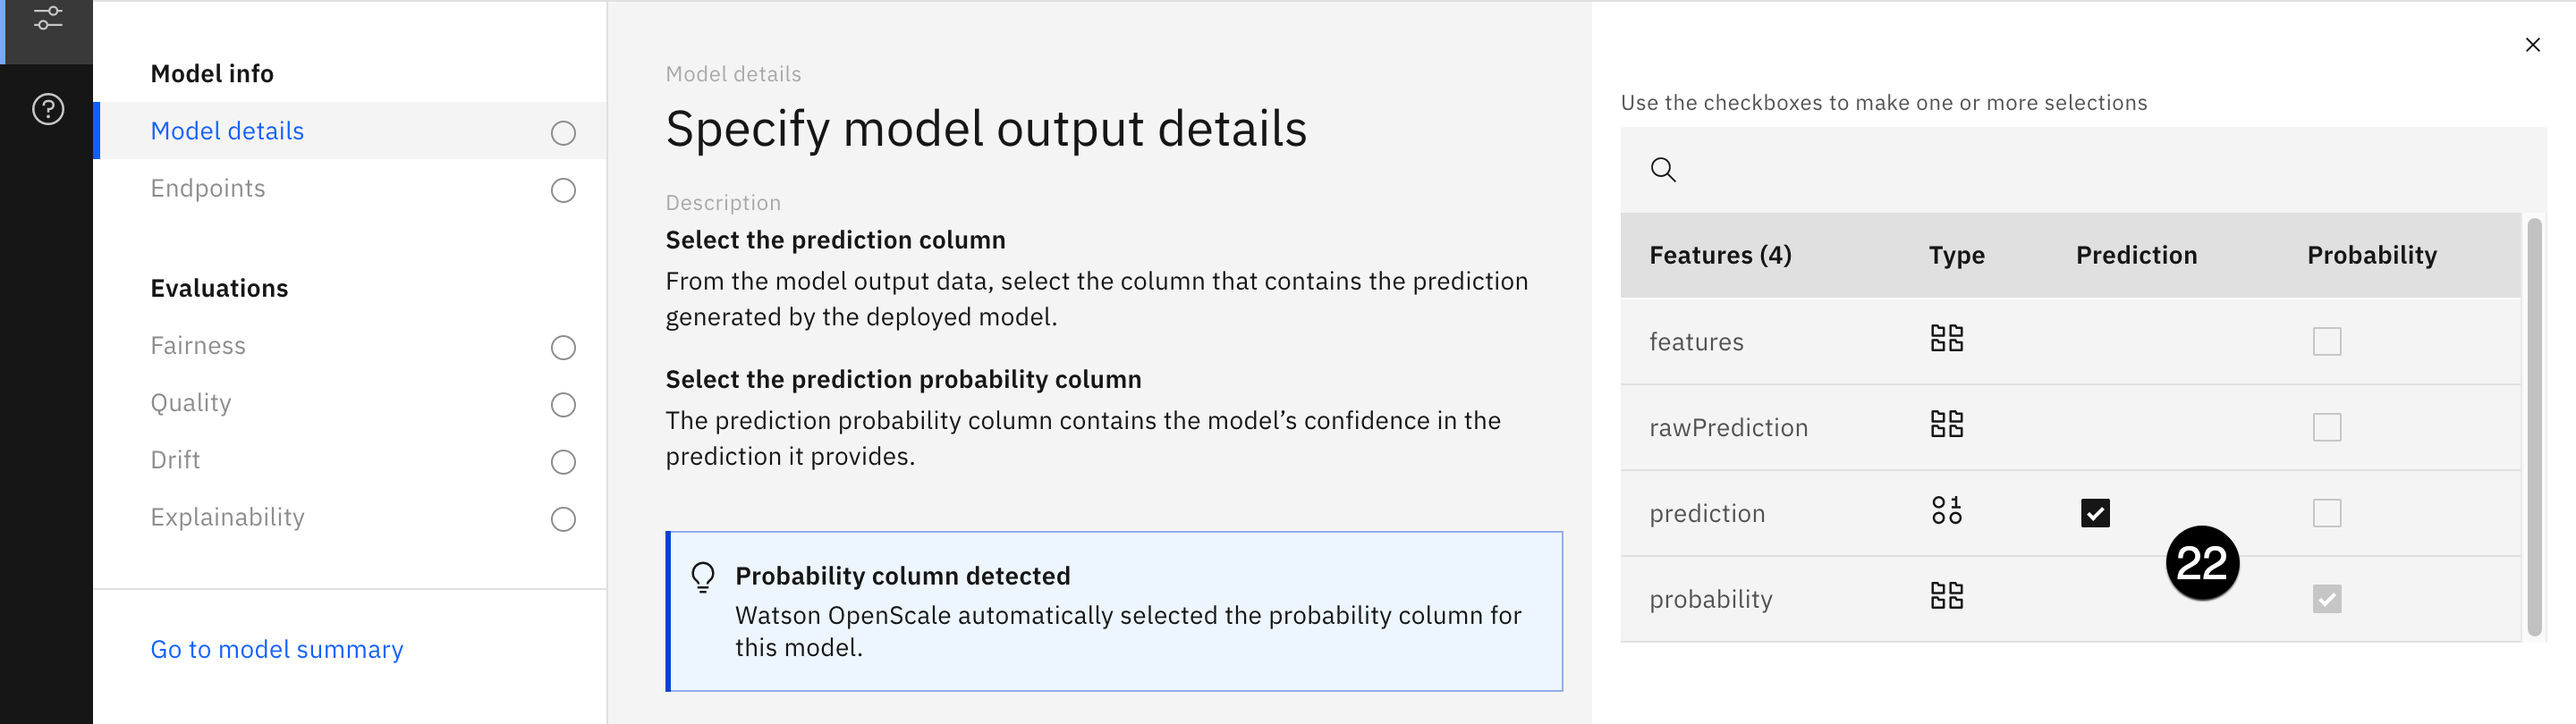 Model info
Model details
Endpoints
Evaluations
Fairness
Quality
Drift
Explainability
Go to model summary
Model details
Specify model output details
Description
Select the prediction column
From the model output data, select the column that contains the prediction
generated by the deployed model.
Select the prediction probability column
The prediction probability column contains the model’s confidence in the
prediction it provides.
Probability column detected
Watson OpenScale automatically selected the probability column for
this model.
Use the checkboxes to make one or more selections
Features (4) Type Prediction Probability
features
rawPrediction
prediction
22
probability